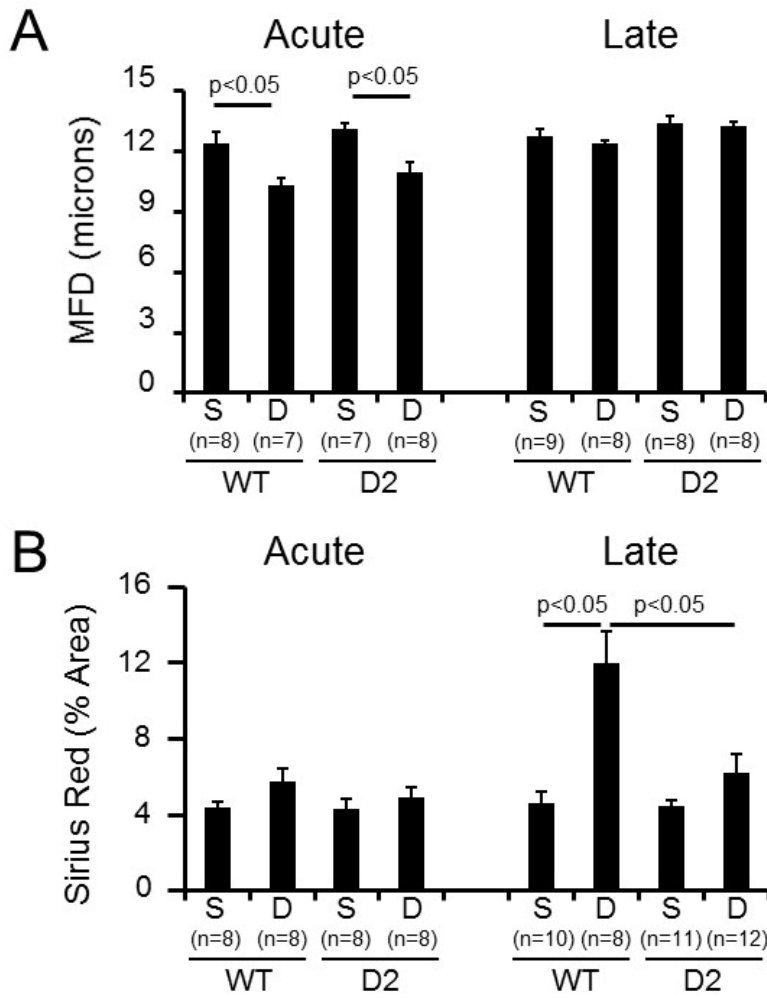 A
Acute Late
p<0.05 p<0.05
MFD (microns)
15
12
9
6
3
0
S D S D S D S D
(n=8) (n=7) (n=7) (n=8) (n=9) (n=8) (n=8) (n=8)
WT D2 WT D2
B
Acute Late
p<0.05 p<0.05
Sirius Red (% Area)
16
12
8
4
0
S D S D S D S D
(n=8) (n=8) (n=8) (n=8) (n=10) (n=8) (n=11) (n=12)
WT D2 WT D2